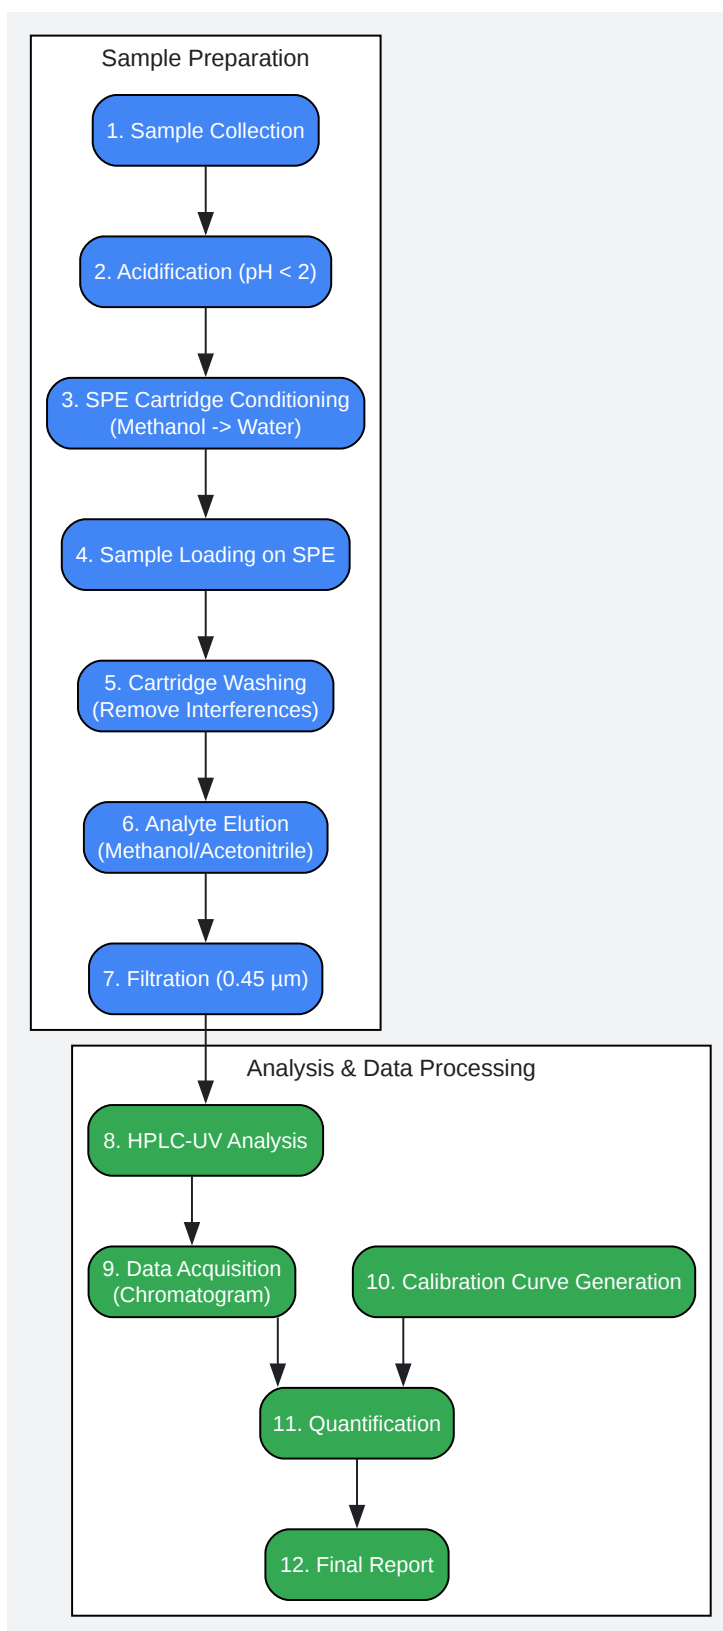 Sample Preparation
1. Sample Collection
2. Acidification (pH < 2)
3. SPE Cartridge Conditioning
(Methanol -> Water)
4. Sample Loading on SPE
5. Cartridge Washing
(Remove Interferences)
6. Analyte Elution
(Methanol/Acetonitrile)
7. Filtration (0.45 µm)
Analysis & Data Processing
8. HPLC-UV Analysis
9. Data Acquisition
(Chromatogram)
10. Calibration Curve Generation
11. Quantification
12. Final Report